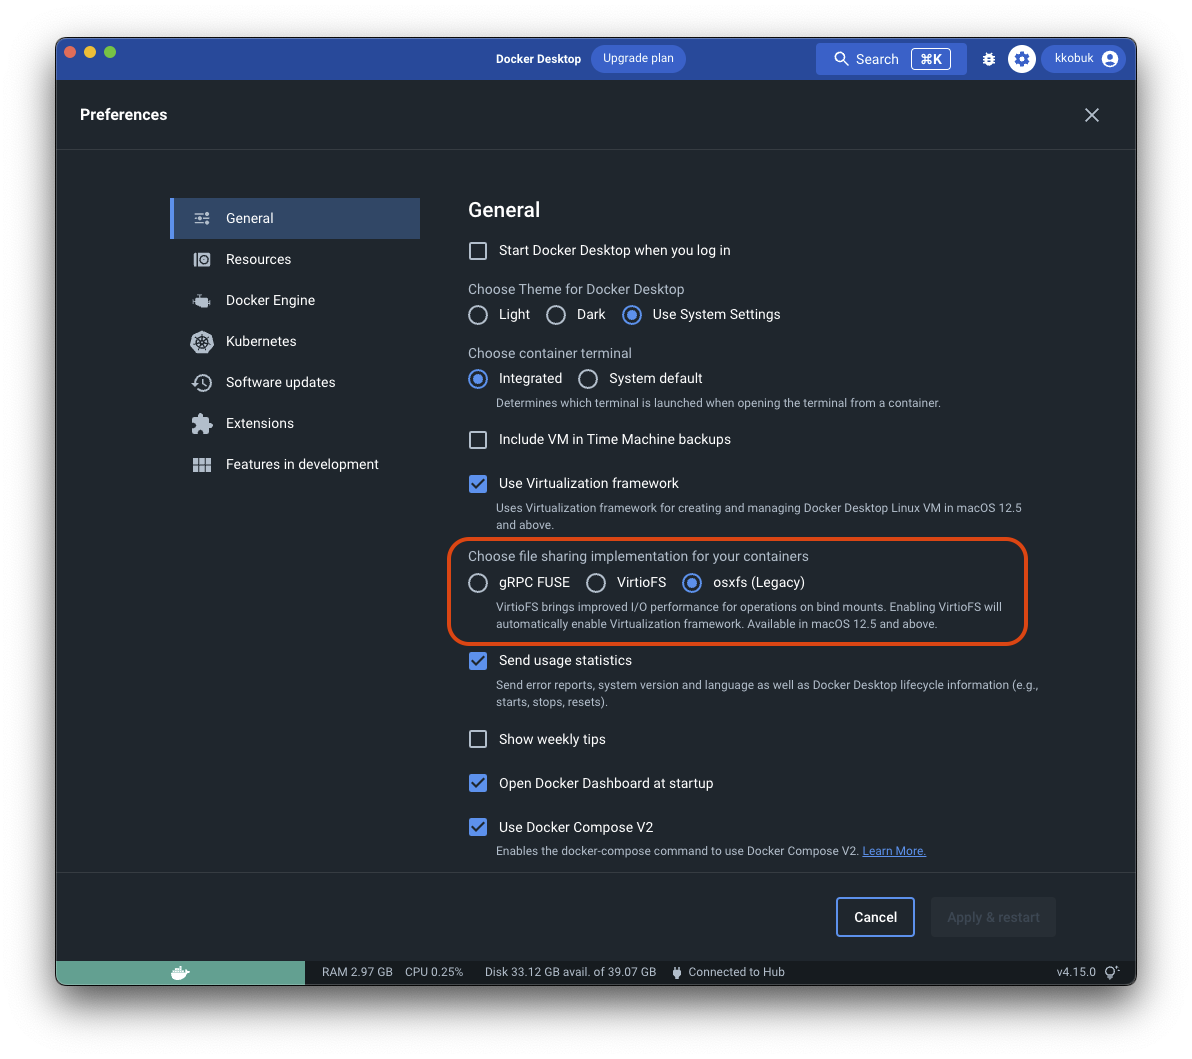 Docker Desktop Upgrade plan Search ⌘K kkobuk
Preferences
General
Resources
Docker Engine
Kubernetes
Software updates
Extensions
Features in development
General
Start Docker Desktop when you log in
Choose Theme for Docker Desktop
Light Dark Use System Settings
Choose container terminal
Integrated System default
Determines which terminal is launched when opening the terminal from a container.
Include VM in Time Machine backups
Use Virtualization framework
Uses Virtualization framework for creating and managing Docker Desktop Linux VM in macOS 12.5
and above.
Choose file sharing implementation for your containers
gRPC FUSE VirtioFS osxfs (Legacy)
VirtioFS brings improved I/O performance for operations on bind mounts. Enabling VirtioFS will
automatically enable Virtualization framework. Available in macOS 12.5 and above.
Send usage statistics
Send error reports, system version and language as well as Docker Desktop lifecycle information (e.g.,
starts, stops, resets).
Show weekly tips
Open Docker Dashboard at startup
Use Docker Compose V2
Enables the docker-compose command to use Docker Compose V2. Learn More.
Cancel Apply & restart
RAM 2.97 GB CPU 0.25% Disk 33.12 GB avail. of 39.07 GB Connected to Hub v4.15.0